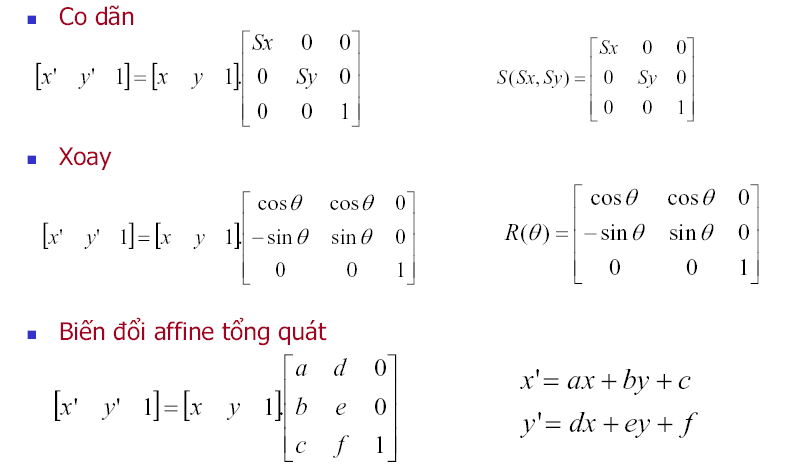 Co dãn
[x' y' 1]=[x y 1].[Sx 0 0; 0 Sy 0; 0 0 1] S(Sx,Sy)=[Sx 0 0; 0 Sy 0; 0 0 1]
Xoay
[x' y' 1]=[x y 1].[cosθ cosθ 0; −sinθ sinθ 0; 0 0 1] R(θ)=[cosθ cosθ 0; −sinθ sinθ 0; 0 0 1]
Biến đổi affine tổng quát
[x' y' 1]=[x y 1].[a d 0; b e 0; c f 1]
x'= ax + by + c
y'= dx + ey + f